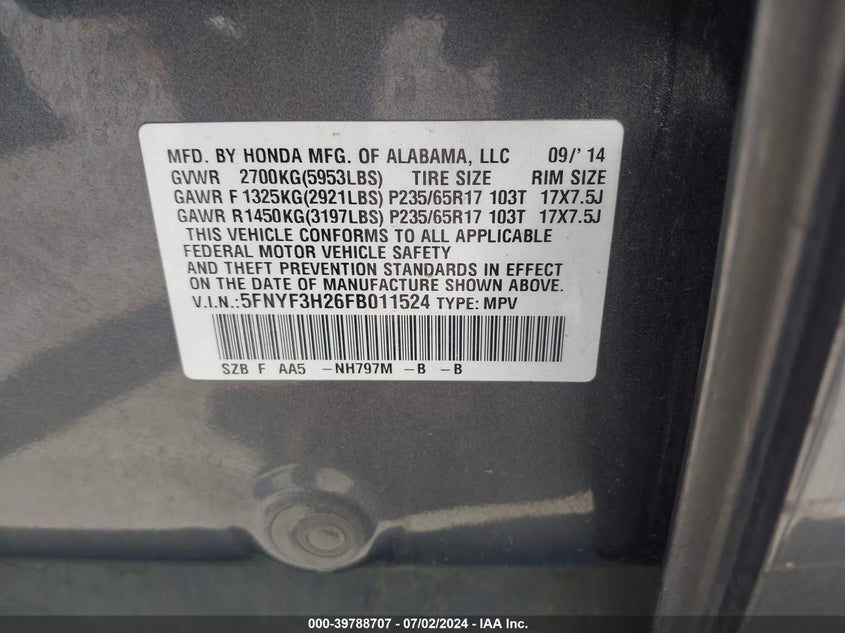 MFD. BY HONDA MFG. OF ALABAMA, LLC 09/'14
GVWR 2700KG(5953LBS) TIRE SIZE RIM SIZE
GAWR F 1325KG(2921LBS) P235/65R17 103T 17X7.5J
GAWR R1450KG(3197LBS) P235/65R17 103T 17X7.5J
THIS VEHICLE CONFORMS TO ALL APPLICABLE
FEDERAL MOTOR VEHICLE SAFETY
AND THEFT PREVENTION STANDARDS IN EFFECT
ON THE DATE OF MANUFACTURE SHOWN ABOVE.
V.I.N.:5FNYF3H26FB011524 TYPE: MPV
SZB F AA5 -NH797M -B -B
000-39788707 - 07/02/2024 - IAA Inc.